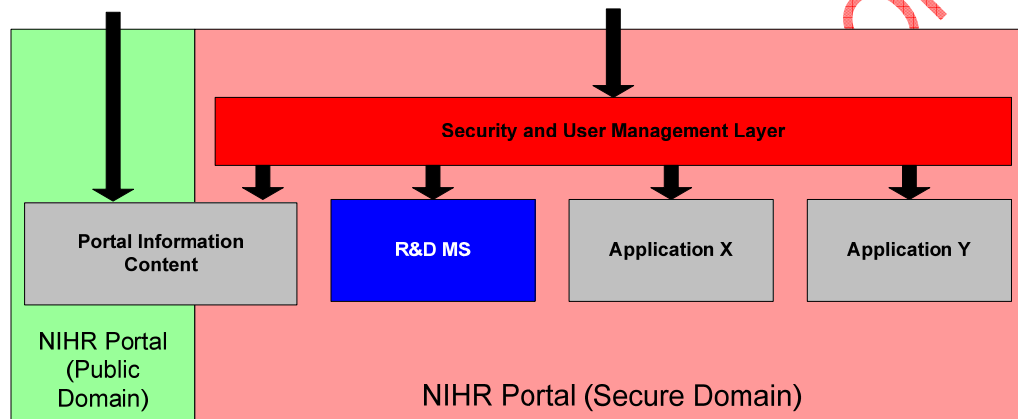 Security and User Management Layer
Portal Information
Content
R&D MS
Application X
Application Y
NIHR Portal
(Public
Domain)
NIHR Portal (Secure Domain)